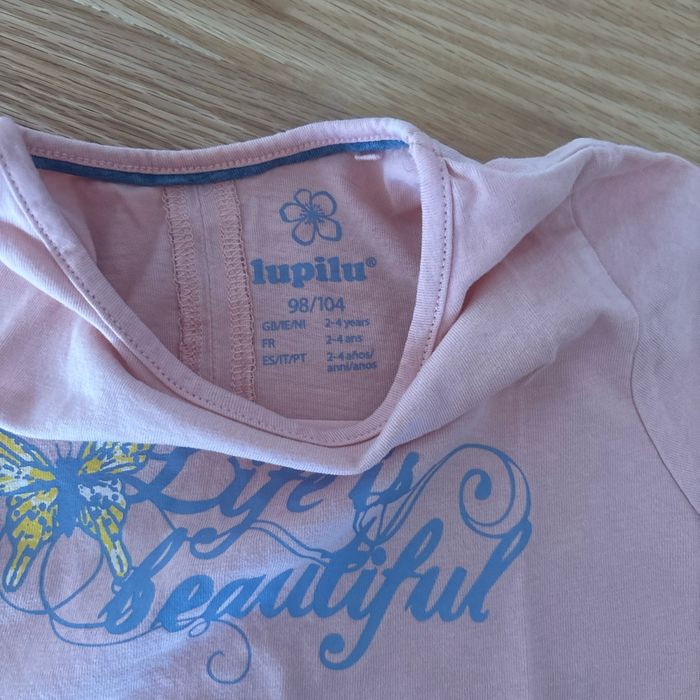 lupilu®
98/104
GB/IE/NI 2-4 years
FR 2-4 ans
ES/IT/PT 2-4 años/
anni/anos
Life is
beautiful